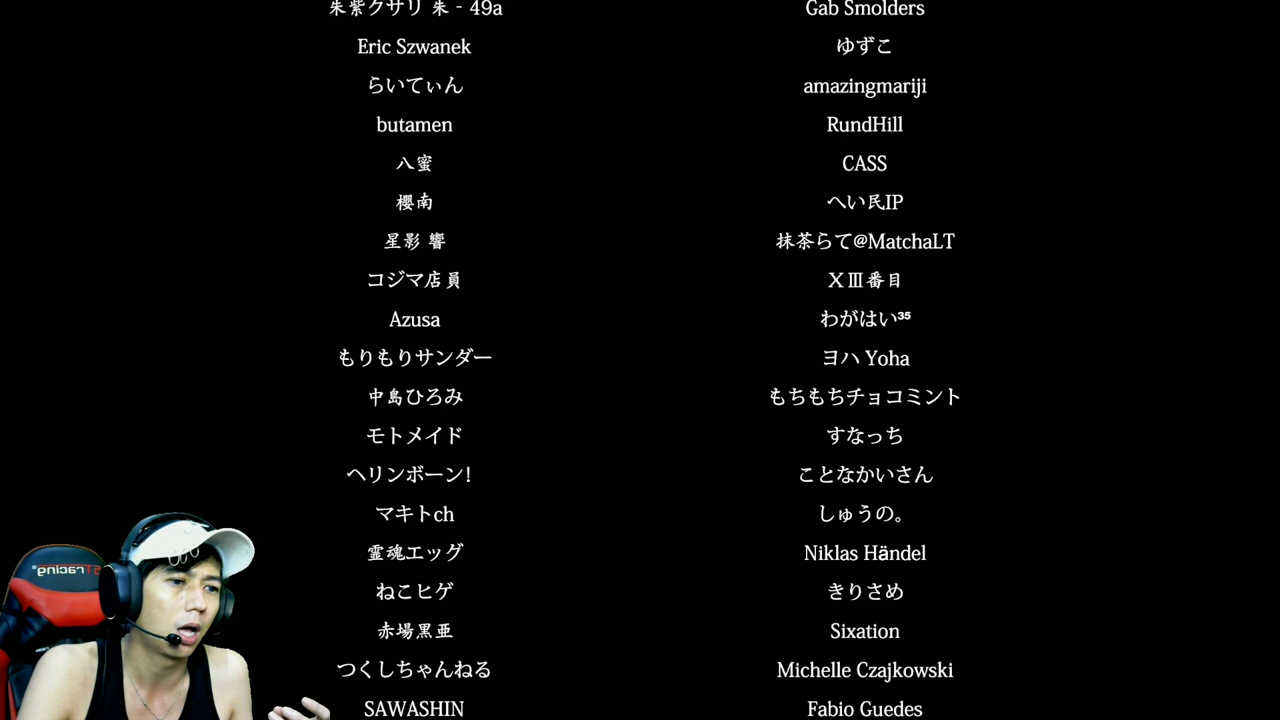 朱紫クサリ 朱 - 49a
Gab Smolders
Eric Szwanek
ゆずこ
らいてぃん
amazingmariji
butamen
RundHill
八蜜
CASS
櫻南
へい民IP
星影 響
抹茶らて@MatchaLT
コジマ店員
XⅢ番目
Azusa
わがはい³⁵
もりもりサンダー
ヨハ Yoha
中島ひろみ
もちもちチョコミント
モトメイド
すなっち
ヘリンボーン!
ことなかいさん
マキトch
しゅうの。
霊魂エッグ
Niklas Händel
ねこヒゲ
きりさめ
赤場黒亜
Sixation
つくしちゃんねる
Michelle Czajkowski
SAWASHIN
Fabio Guedes
STracing